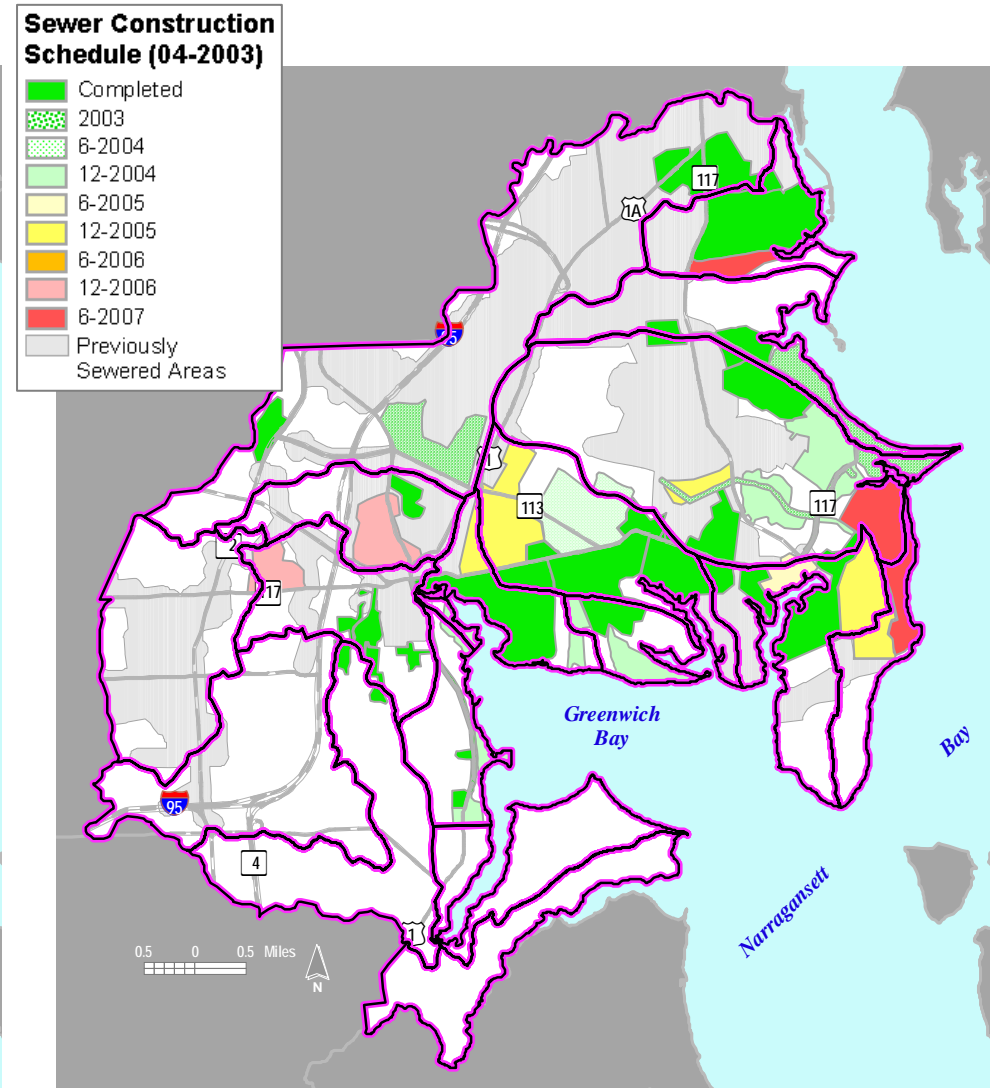 Sewer Construction
Schedule (04-2003)
Completed
2003
6-2004
12-2004
6-2005
12-2005
6-2006
12-2006
6-2007
Previously
Sewered Areas
117
1A
95
1
113
117
2
117
Greenwich
Bay
Bay
95
4
Narragansett
1
0.5 0 0.5 Miles
N